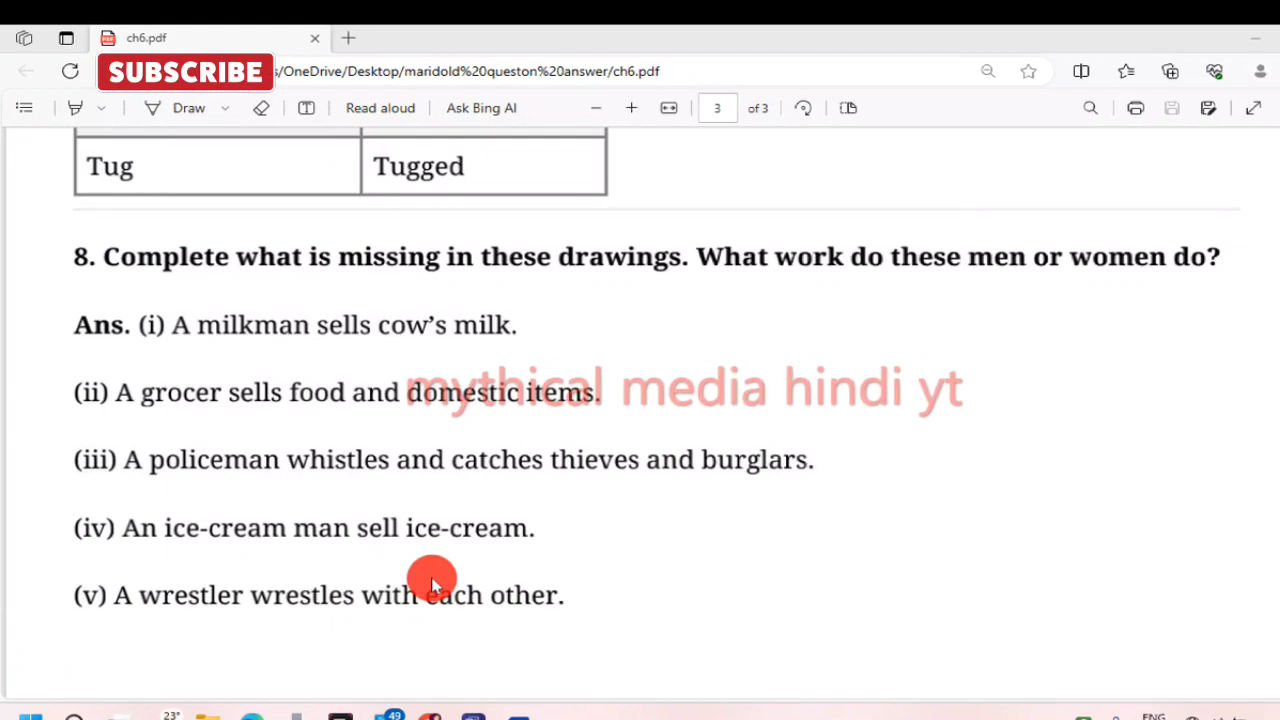 ch6.pdf
SUBSCRIBE
s/OneDrive/Desktop/maridold%20queston%20answer/ch6.pdf
Draw Read aloud Ask Bing AI 3 of 3
Tug Tugged
8. Complete what is missing in these drawings. What work do these men or women do?
Ans. (i) A milkman sells cow’s milk.
(ii) A grocer sells food and domestic items.
mythical media hindi yt
(iii) A policeman whistles and catches thieves and burglars.
(iv) An ice-cream man sell ice-cream.
(v) A wrestler wrestles with each other.
23°
49
ENG